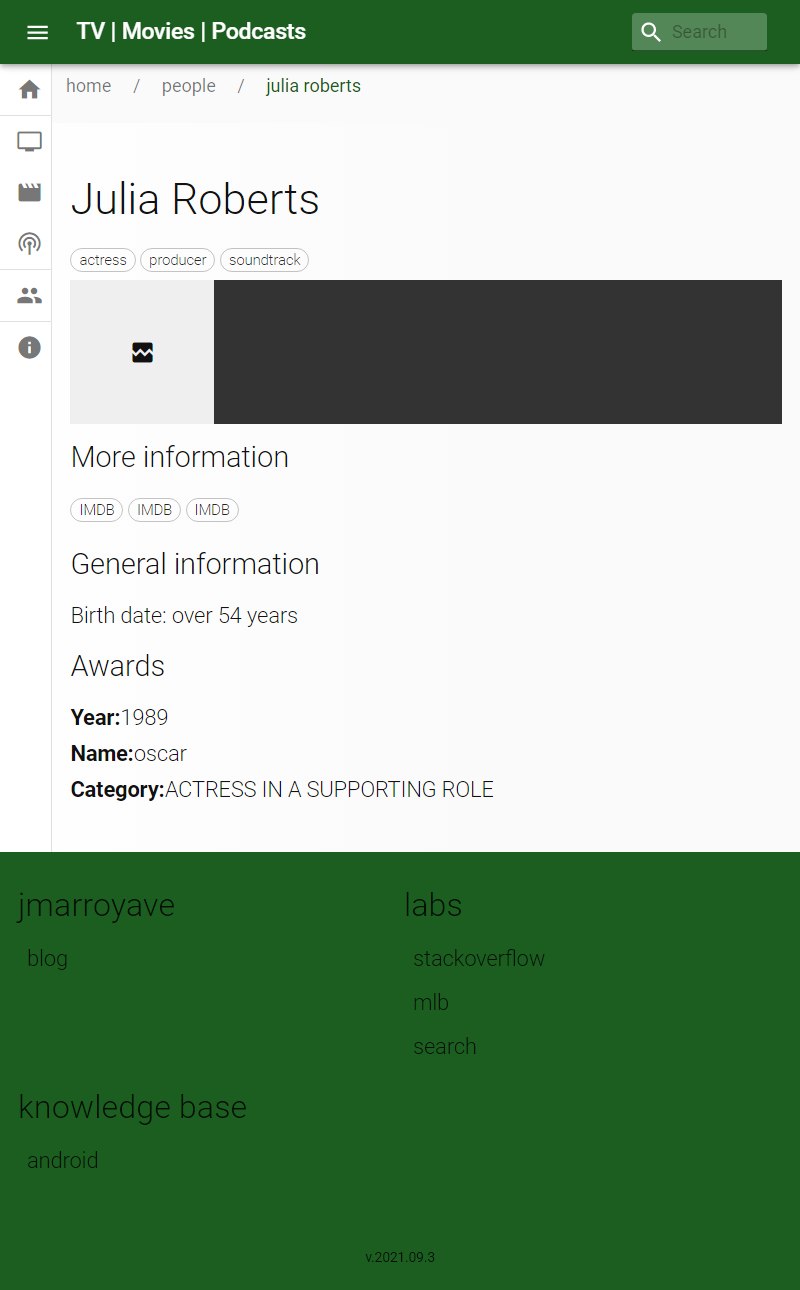 TV | Movies | Podcasts
Search
home / people / julia roberts
Julia Roberts
actress producer soundtrack
More information
IMDB IMDB IMDB
General information
Birth date: over 54 years
Awards
Year:1989
Name:oscar
Category:ACTRESS IN A SUPPORTING ROLE
jmarroyave
blog
labs
stackoverflow
mlb
search
knowledge base
android
v.2021.09.3